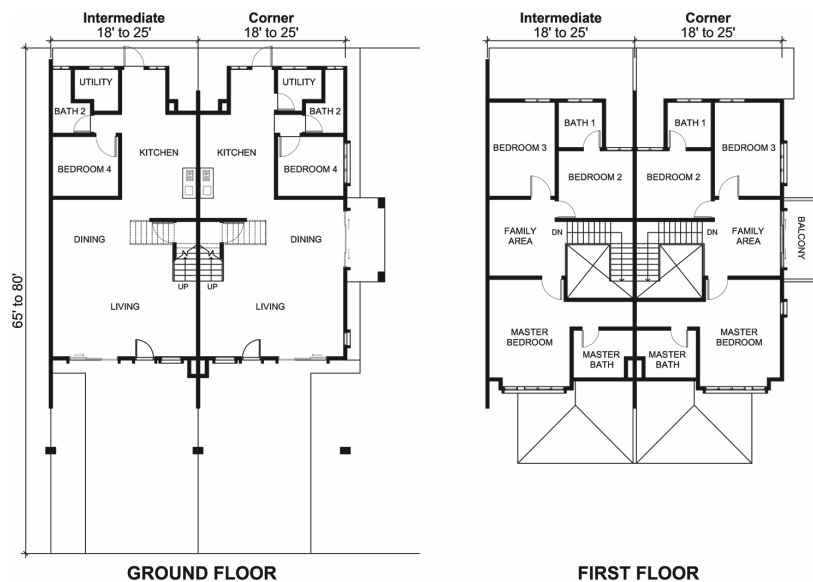 Intermediate
18' to 25'
Corner
18' to 25'
Intermediate
18' to 25'
Corner
18' to 25'
UTILITY
UTILITY
BATH 2
BATH 2
BATH 1
BATH 1
KITCHEN
KITCHEN
BEDROOM 3
BEDROOM 3
BEDROOM 4
BEDROOM 4
BEDROOM 2
BEDROOM 2
DINING
DINING
FAMILY
AREA
DN
DN
FAMILY
AREA
BALCONY
UP
UP
LIVING
LIVING
65' to 80'
MASTER
BEDROOM
MASTER
BATH
MASTER
BATH
MASTER
BEDROOM
GROUND FLOOR
FIRST FLOOR